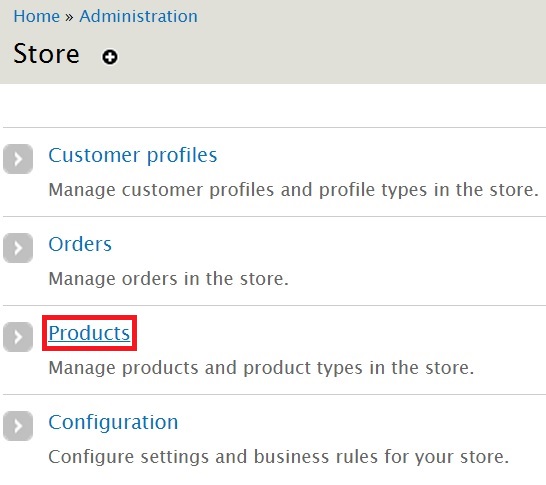 Home » Administration
Store
Customer profiles
Manage customer profiles and profile types in the store.
Orders
Manage orders in the store.
Products
Manage products and product types in the store.
Configuration
Configure settings and business rules for your store.